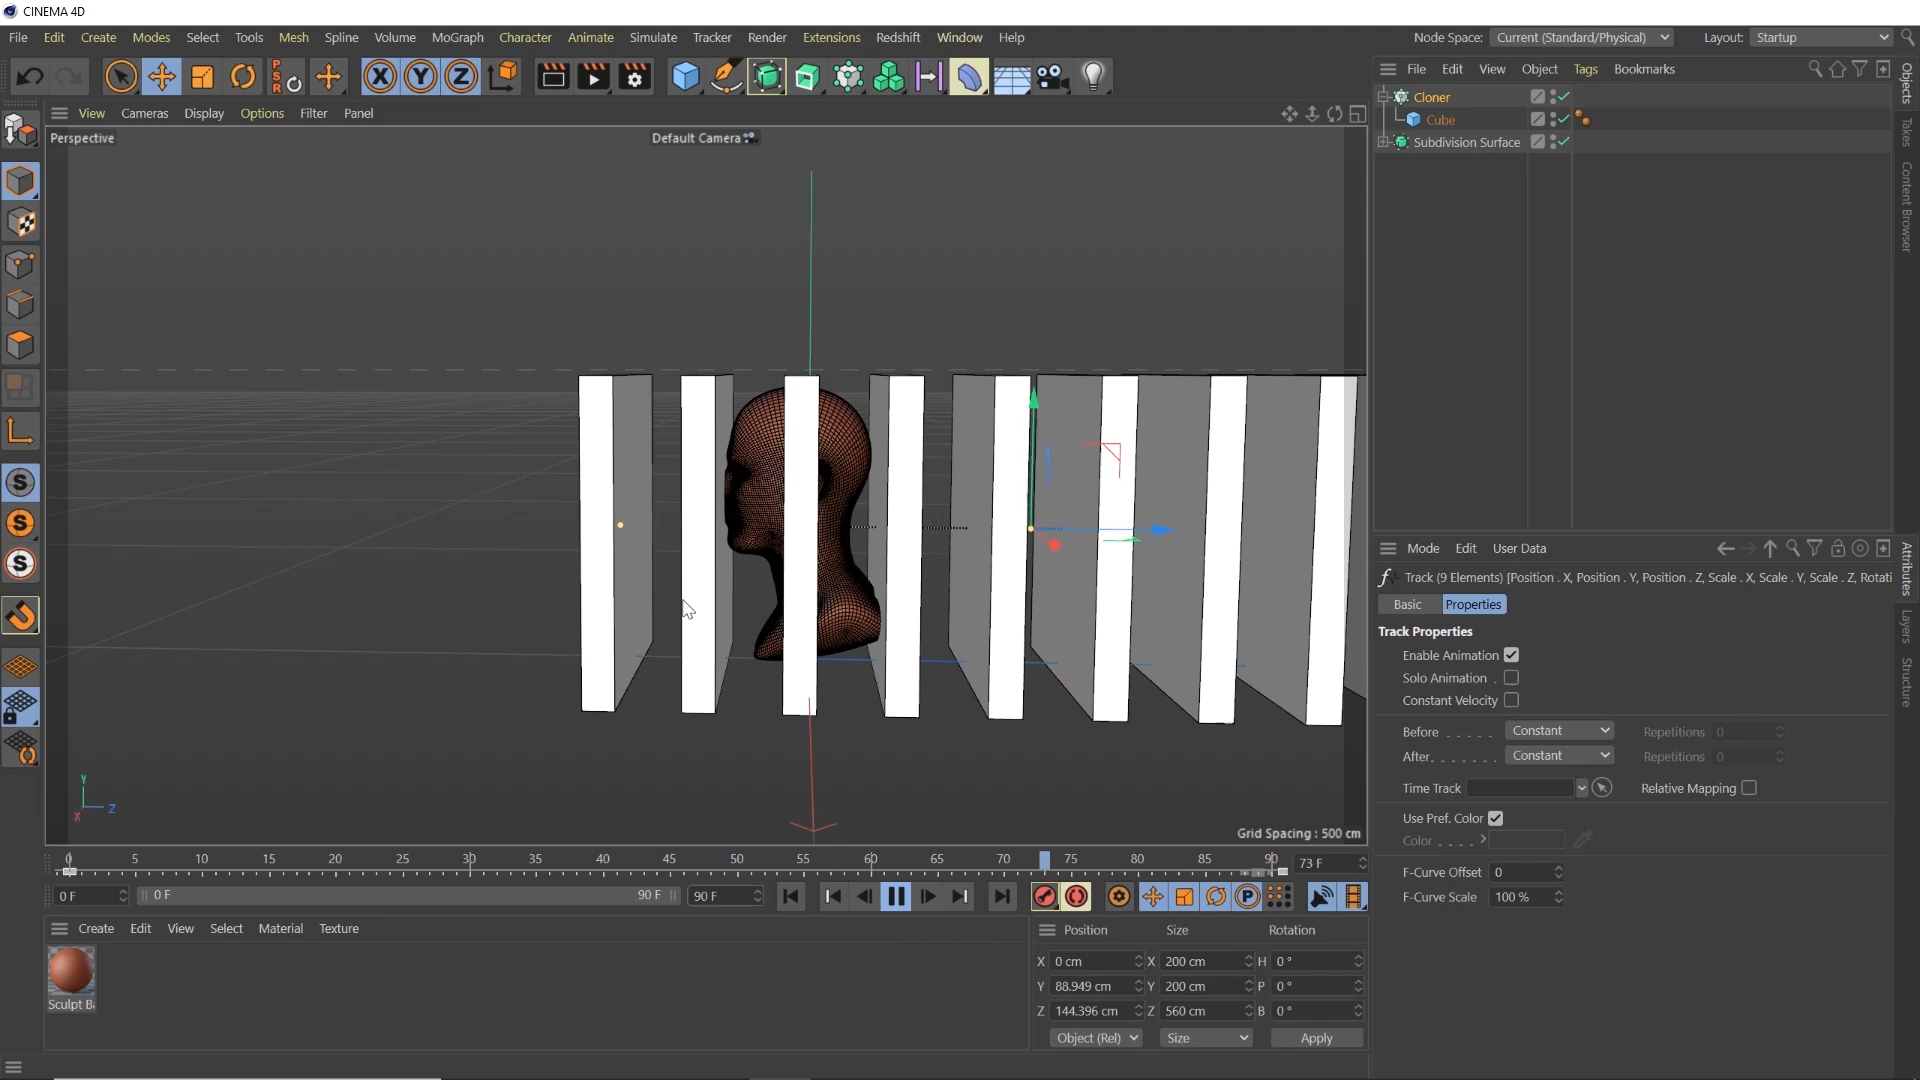 CINEMA 4D
File Edit Create Modes Select Tools Mesh Spline Volume MoGraph Character Animate Simulate Tracker Render Extensions Redshift Window Help
Node Space: Current (Standard/Physical) Layout: Startup
P S R X Y Z
File Edit View Object Tags Bookmarks
View Cameras Display Options Filter Panel
Perspective
Default Camera
Cloner
Cube
Subdivision Surface
Objects
Takes
Content Browser
S
S
S
Y
Z
X
Grid Spacing : 500 cm
Mode Edit User Data
Track (9 Elements) [Position . X, Position . Y, Position . Z, Scale . X, Scale . Y, Scale . Z, Rotati
Basic Properties
Track Properties
Enable Animation
Solo Animation .
Constant Velocity
Before . . . . . Constant Repetitions 0
After. . . . . . . Constant Repetitions 0
Time Track Relative Mapping
Use Pref. Color
Color . . . .
F-Curve Offset 0
F-Curve Scale 100 %
Attributes
Layers
Structure
0 5 10 15 20 25 30 35 40 45 50 55 60 65 70 75 80 85 90 73 F
0 F 0 F 90 F 90 F
P
Create Edit View Select Material Texture
Sculpt B
Position Size Rotation
X 0 cm X 200 cm H 0 °
Y 88.949 cm Y 200 cm P 0 °
Z 144.396 cm Z 560 cm B 0 °
Object (Rel) Size Apply